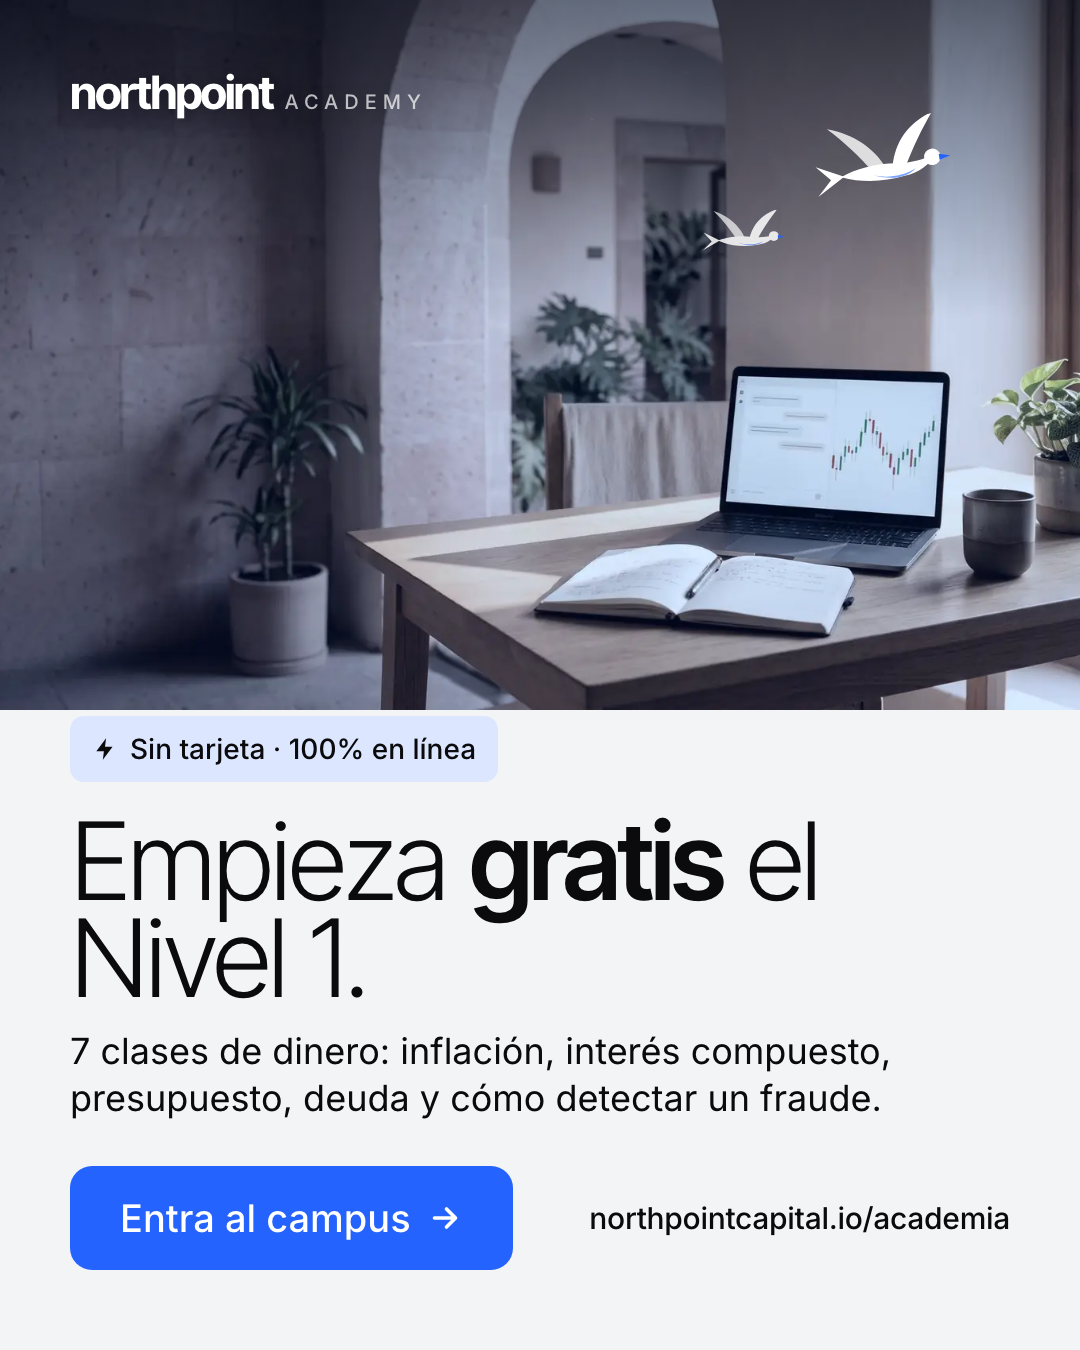 northpoint ACADEMY
Sin tarjeta · 100% en línea
Empieza gratis el
Nivel 1.
7 clases de dinero: inflación, interés compuesto,
presupuesto, deuda y cómo detectar un fraude.
Entra al campus →
northpointcapital.io/academia